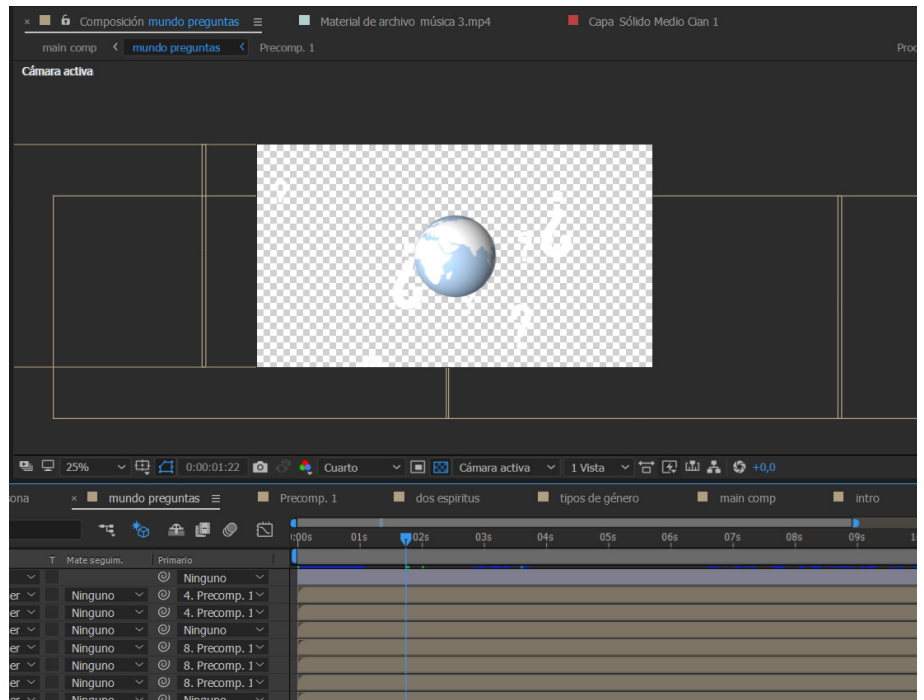 × Composición mundo preguntas ≡ Material de archivo música 3.mp4 Capa Sólido Medio Cian 1
main comp mundo preguntas Precomp. 1
Cámara activa
?
¿ ?
¿ ?
25% 0:00:01:22 Cuarto Cámara activa 1 Vista +0,0
× mundo preguntas ≡ Precomp. 1 dos espiritus tipos de género main comp intro
01s 02s 03s 04s 05s 06s 07s 08s 09s
T Mate seguim. Primario
Ninguno
Ninguno 4. Precomp. 1
Ninguno 4. Precomp. 1
Ninguno Ninguno
Ninguno 8. Precomp. 1
Ninguno 8. Precomp. 1
Ninguno 8. Precomp. 1
Ninguno Ninguno